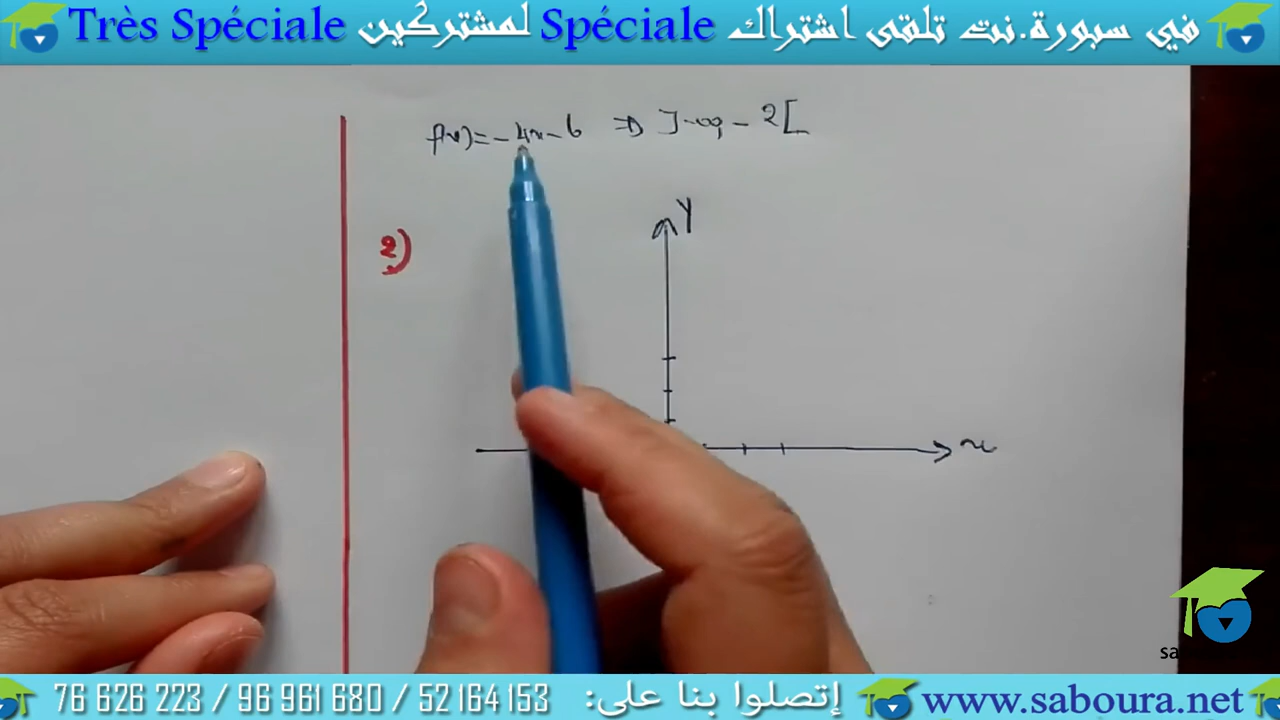 في سبورة.نت تلقى اشتراك Spéciale لمشتركين Très Spéciale
f(x) = -4x - 6 => ]-∞, -2[
y
2)
x
إتصلوا بنا على: 76 626 223 / 96 961 680 / 52 164 153
www.saboura.net